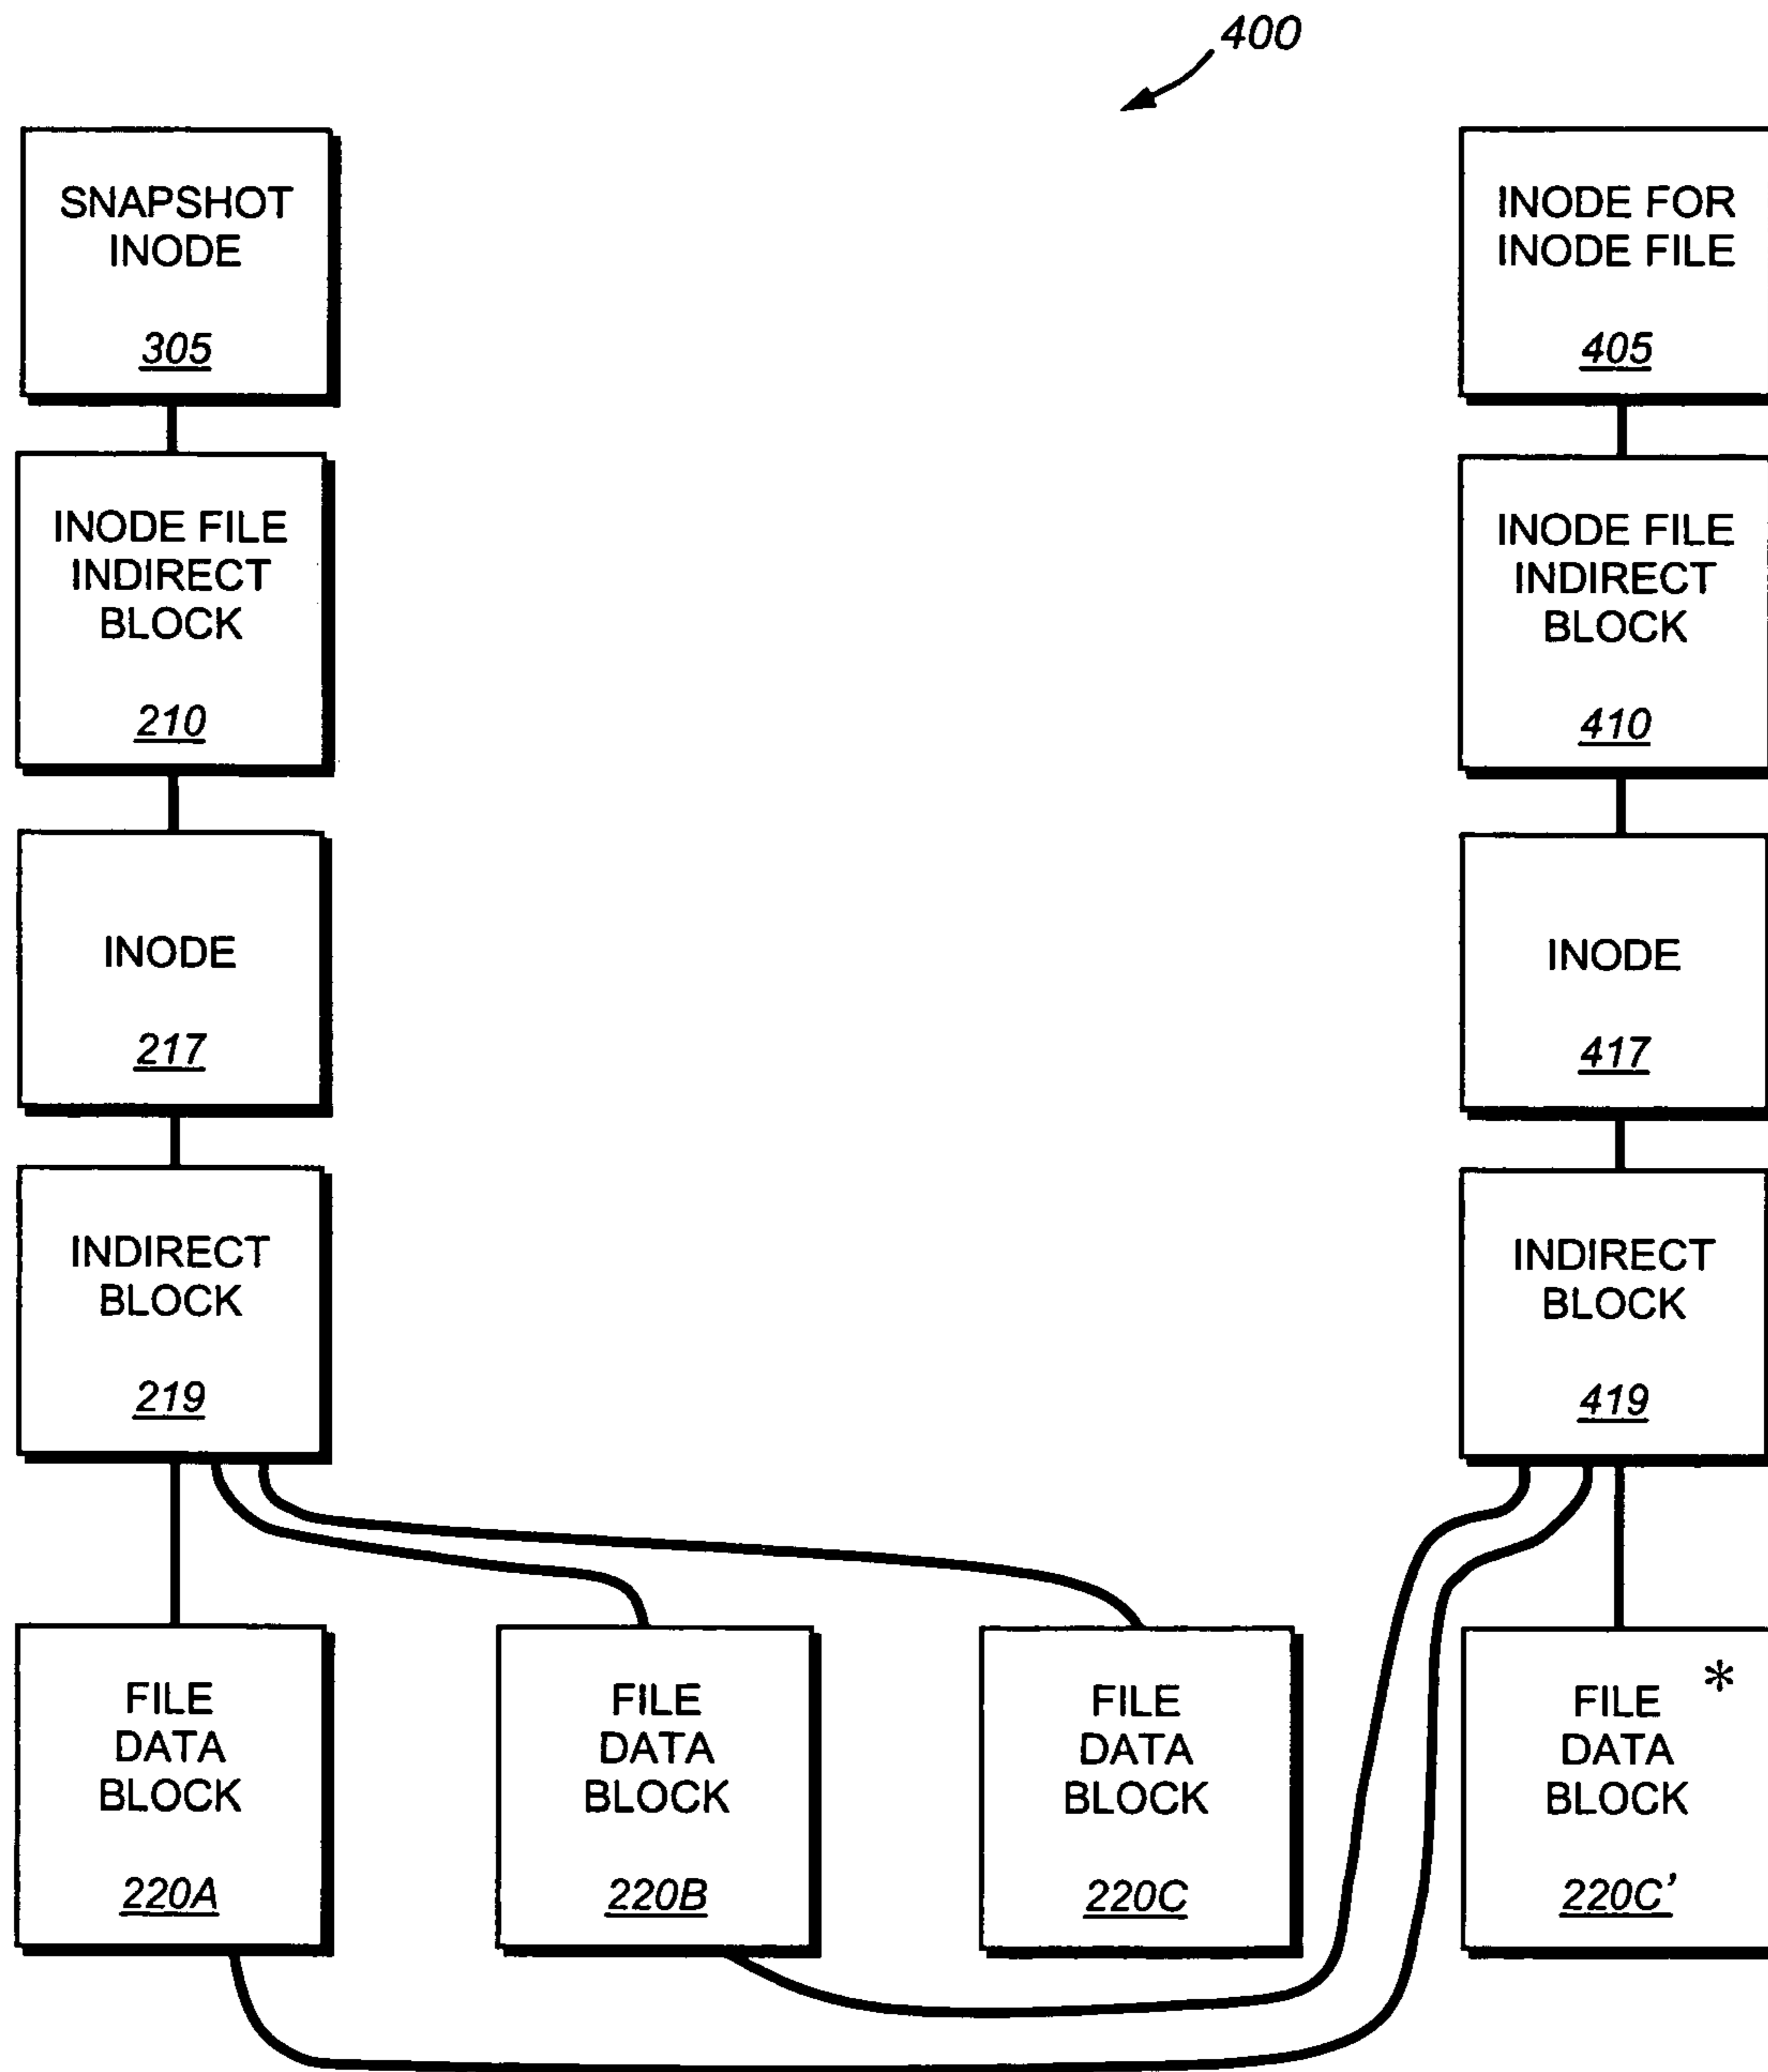 400
SNAPSHOT
INODE
305
INODE FOR
INODE FILE
405
INODE FILE
INDIRECT
BLOCK
210
INODE FILE
INDIRECT
BLOCK
410
INODE
217
INODE
417
INDIRECT
BLOCK
219
INDIRECT
BLOCK
419
FILE
DATA
BLOCK
220A
FILE
DATA
BLOCK
220B
FILE
DATA
BLOCK
220C
FILE *
DATA
BLOCK
220C’